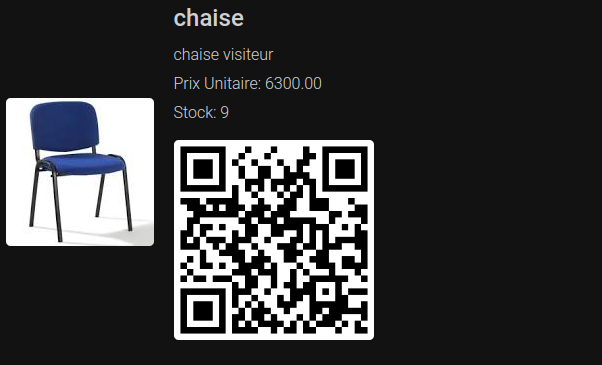 chaise
chaise visiteur
Prix Unitaire: 6300.00
Stock: 9